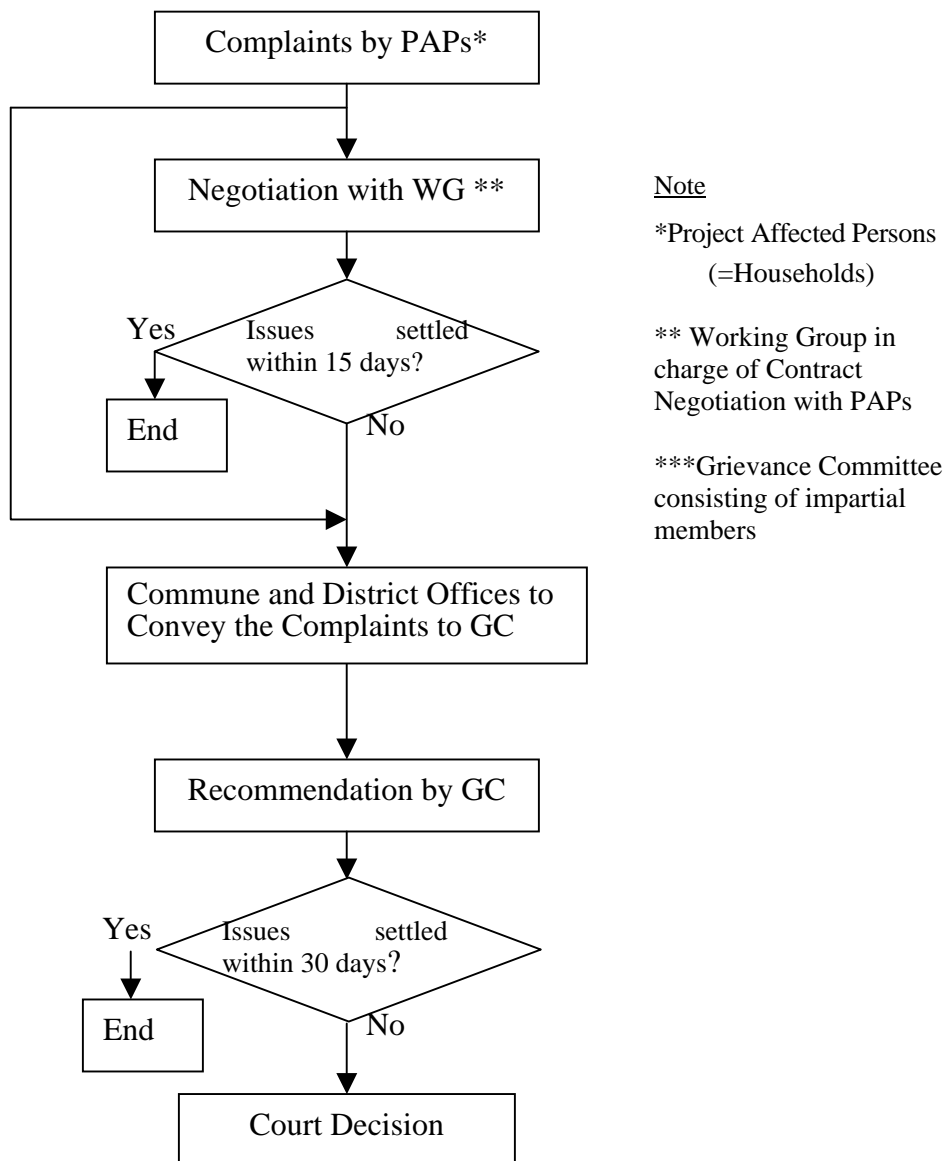 Complaints by PAPs*
Negotiation with WG **
Yes
Issues settled
within 15 days?
End
No
Commune and District Offices to
Convey the Complaints to GC
Recommendation by GC
Yes
Issues settled
within 30 days?
End
No
Court Decision
Note
*Project Affected Persons
(=Households)
** Working Group in
charge of Contract
Negotiation with PAPs
***Grievance Committee
consisting of impartial
members